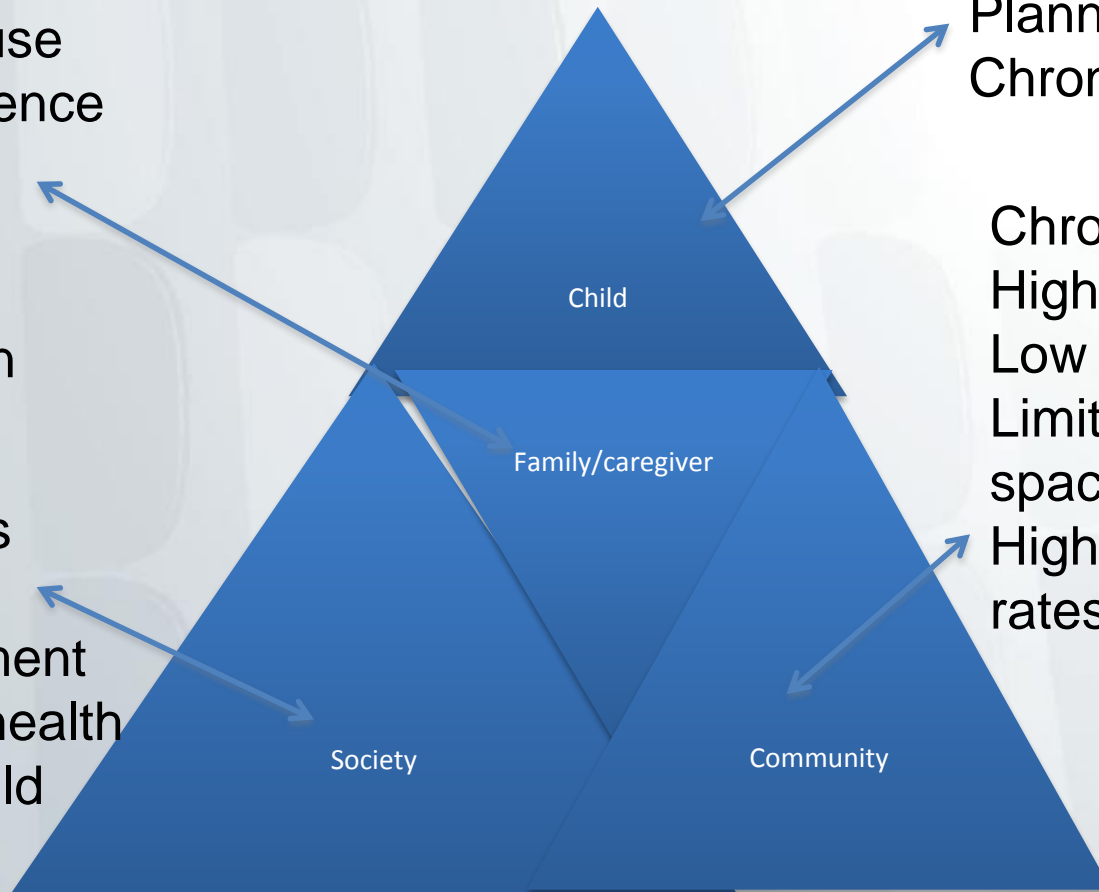 use
ence
n
s
nent
health
ld
Plann
Chron
Chro
High
Low
Limit
spac
High
rates
Child
Family/caregiver
Society
Community